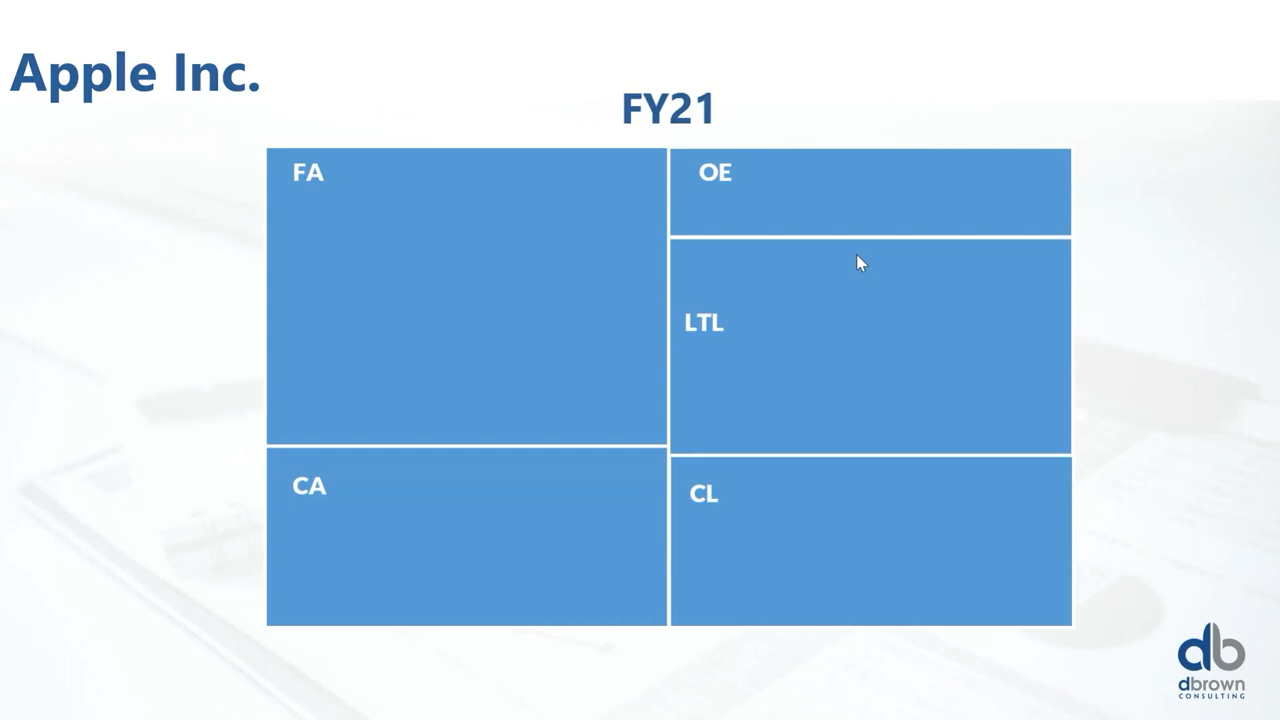 Apple Inc.
FY21
FA
OE
LTL
CA
CL
db
dbrown
CONSULTING